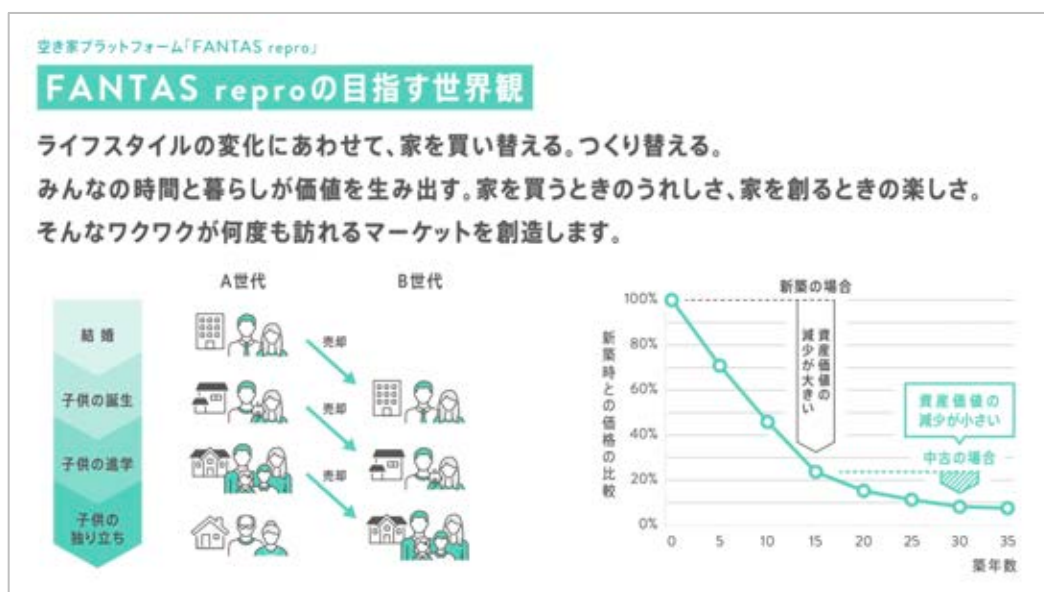 空き家プラットフォーム「FANTAS repro」
FANTAS reproの目指す世界観
ライフスタイルの変化にあわせて、家を買い替える。つくり替える。
みんなの時間と暮らしが価値を生み出す。家を買うときのうれしさ、家を創るときの楽しさ。
そんなワクワクが何度も訪れるマーケットを創造します。
A世代
B世代
結婚
売却
子供の誕生
売却
子供の進学
売却
子供の
独り立ち
新築の場合
新築時との価格の比較
100%
80%
60%
40%
20%
0%
資産価値の
減少が大きい
資産価値の
減少が小さい
中古の場合
0 5 10 15 20 25 30 35
築年数